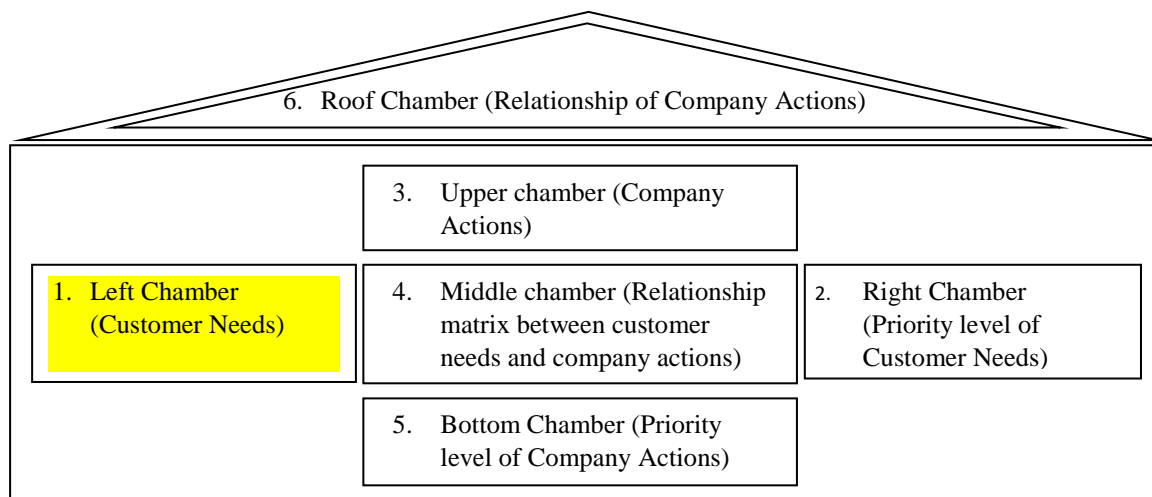 6. Roof Chamber (Relationship of Company Actions)
3. Upper chamber (Company
Actions)
1. Left Chamber
(Customer Needs)
4. Middle chamber (Relationship
matrix between customer
needs and company actions)
2. Right Chamber
(Priority level of
Customer Needs)
5. Bottom Chamber (Priority
level of Company Actions)